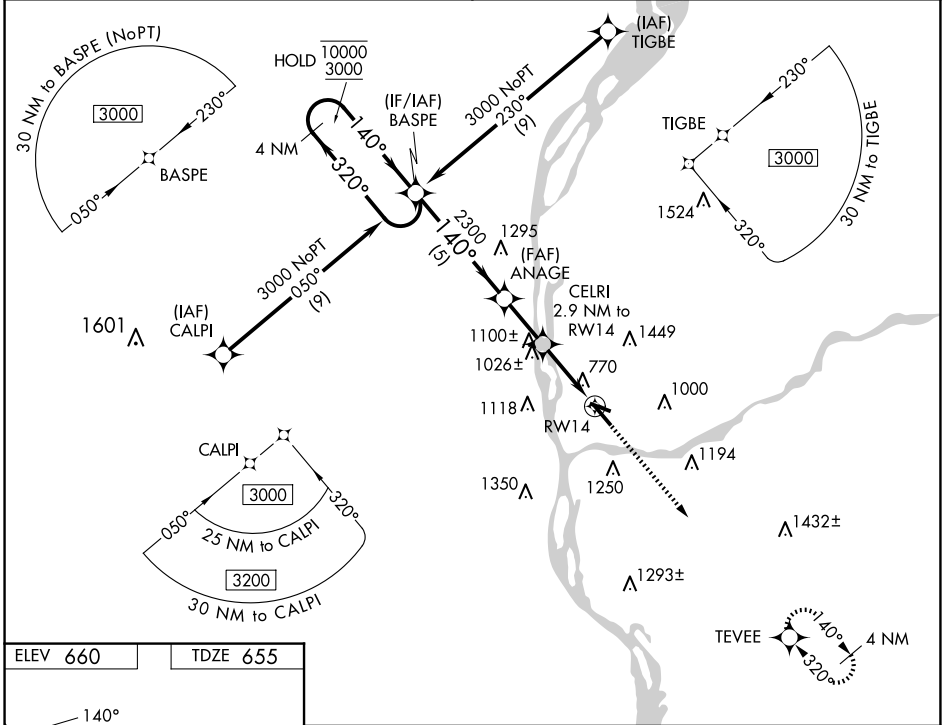 30 NM to BASPE (NoPT)
3000
230°
050°
BASPE
HOLD 10000
3000
4 NM
140°
320°
(IF/IAF)
BASPE
(IAF)
TIGBE
3000 NoPT
230°
(9)
TIGBE
230°
3000
30 NM to TIGBE
320°
1524
2300
140°
(5)
1295
(FAF)
ANAGE
3000 NoPT
050°
(9)
(IAF)
CALPI
1601
CELRI
2.9 NM to
RW14
1100±
1026±
1449
770
1118
1000
RW14
1194
1250
1350
1432±
1293±
CALPI
3000
050°
320°
25 NM to CALPI
3200
30 NM to CALPI
TEVEE
140°
320°
4 NM
ELEV 660
TDZE 655
140°